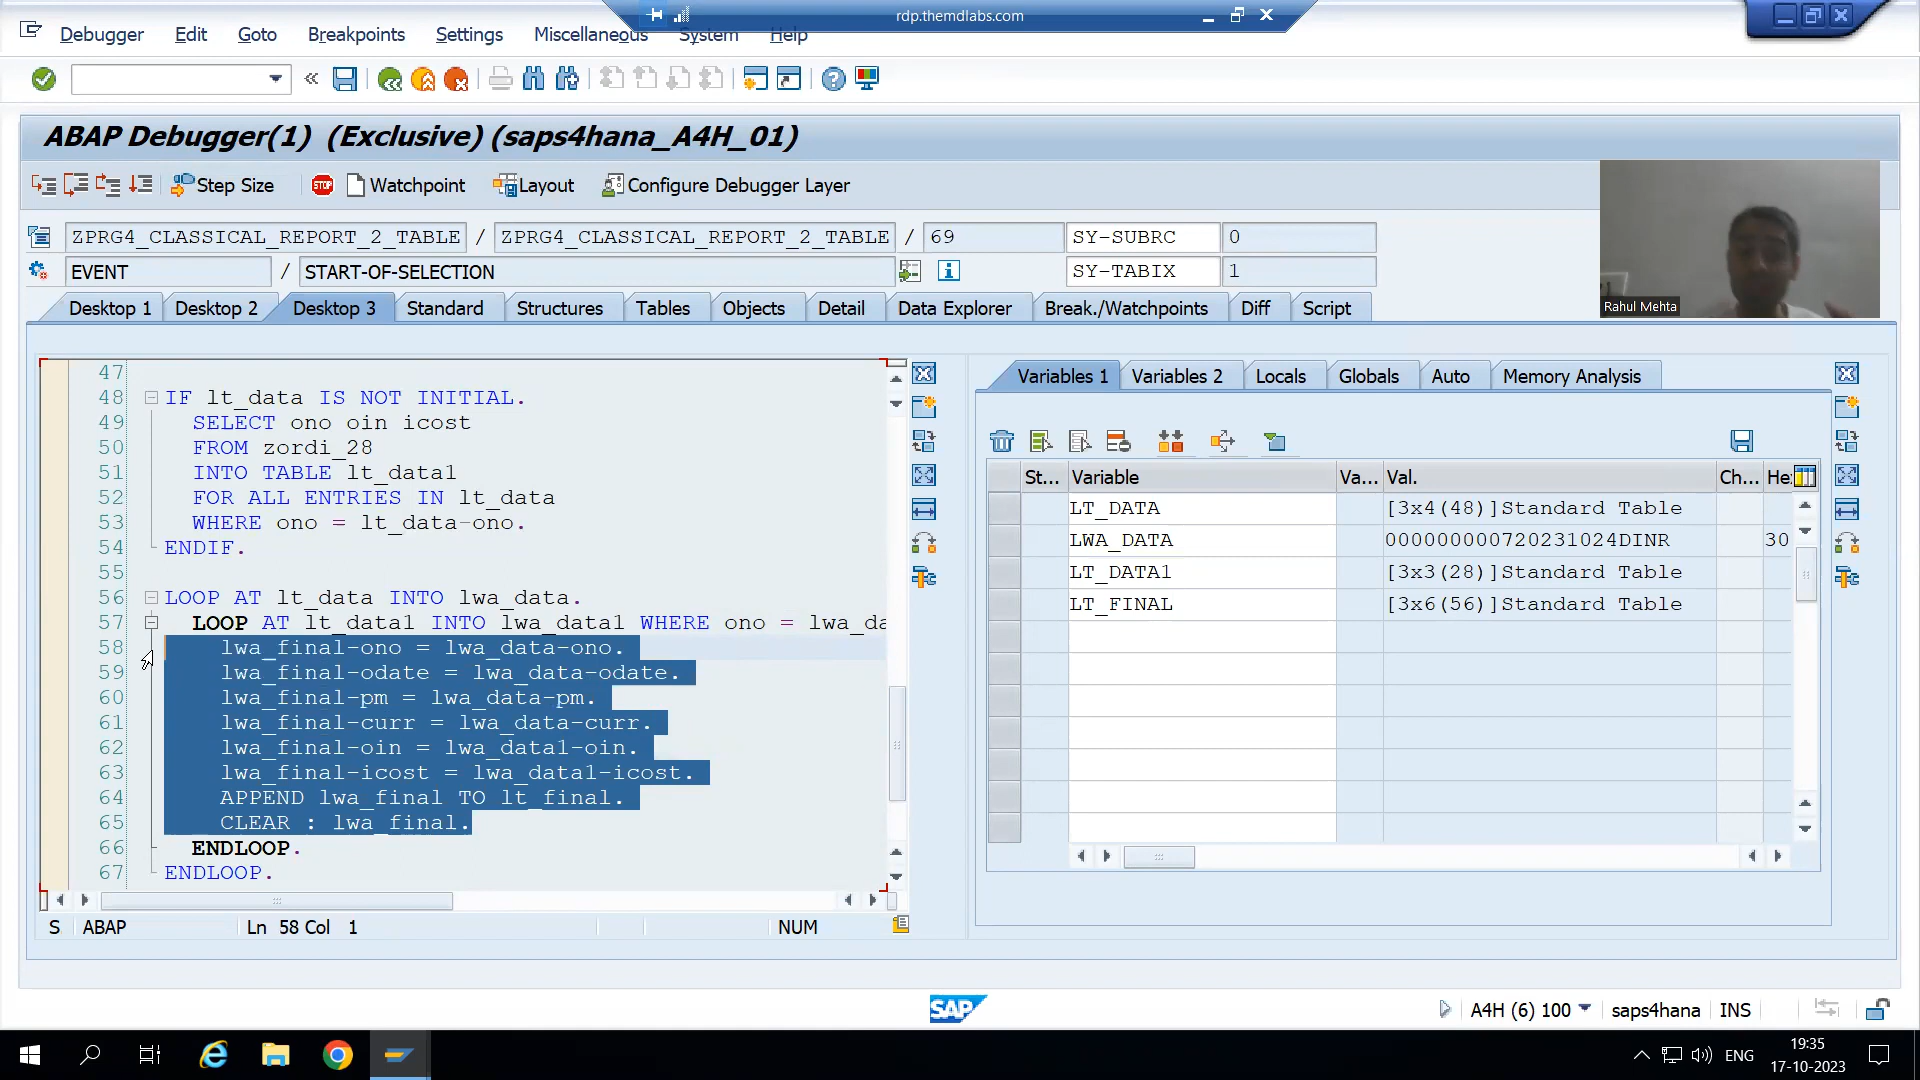 rdp.themdlabs.com
Debugger Edit Goto Breakpoints Settings Miscellaneous System Help
ABAP Debugger(1) (Exclusive) (saps4hana_A4H_01)
Step Size STOP Watchpoint Layout Configure Debugger Layer
ZPRG4_CLASSICAL_REPORT_2_TABLE / ZPRG4_CLASSICAL_REPORT_2_TABLE / 69 SY-SUBRC 0
EVENT / START-OF-SELECTION SY-TABIX 1
Rahul Mehta
Desktop 1 Desktop 2 Desktop 3 Standard Structures Tables Objects Detail Data Explorer Break./Watchpoints Diff Script
47
48 IF lt_data IS NOT INITIAL.
49 SELECT ono oin icost
50 FROM zordi_28
51 INTO TABLE lt_data1
52 FOR ALL ENTRIES IN lt_data
53 WHERE ono = lt_data-ono.
54 ENDIF.
55
56 LOOP AT lt_data INTO lwa_data.
57 LOOP AT lt_data1 INTO lwa_data1 WHERE ono = lwa_da
58 lwa_final-ono = lwa_data-ono.
59 lwa_final-odate = lwa_data-odate.
60 lwa_final-pm = lwa_data-pm.
61 lwa_final-curr = lwa_data-curr.
62 lwa_final-oin = lwa_data1-oin.
63 lwa_final-icost = lwa_data1-icost.
64 APPEND lwa_final TO lt_final.
65 CLEAR : lwa_final.
66 ENDLOOP.
67 ENDLOOP.
S ABAP Ln 58 Col 1 NUM
Variables 1 Variables 2 Locals Globals Auto Memory Analysis
St... Variable Va... Val. Ch... He
LT_DATA [3x4(48)]Standard Table
LWA_DATA 000000000720231024DINR 30
LT_DATA1 [3x3(28)]Standard Table
LT_FINAL [3x6(56)]Standard Table
SAP
A4H (6) 100 saps4hana INS
ENG
19:35
17-10-2023